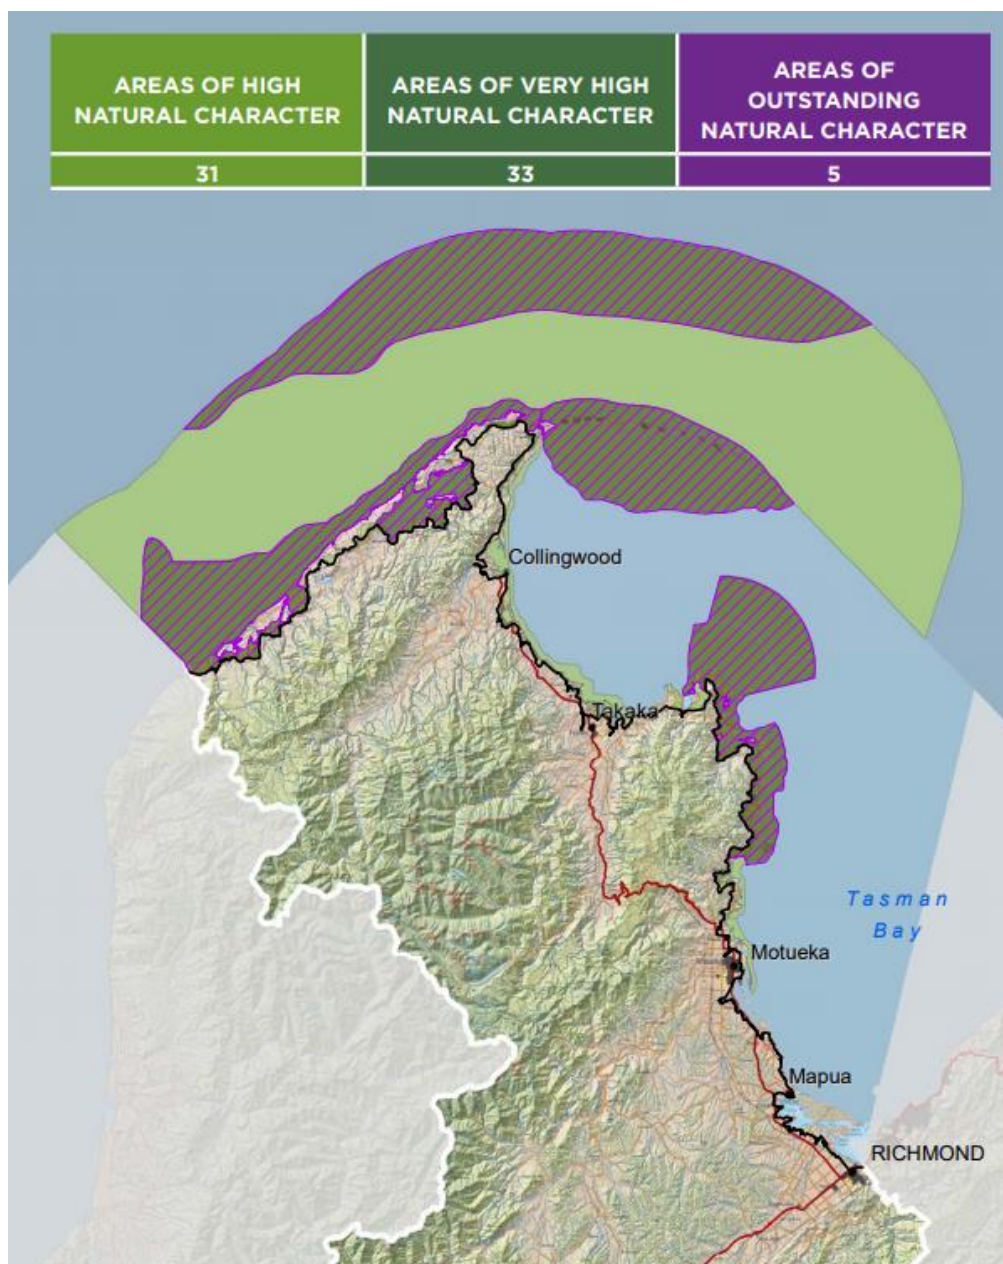 AREAS OF HIGH
NATURAL CHARACTER
31
AREAS OF VERY HIGH
NATURAL CHARACTER
33
AREAS OF
OUTSTANDING
NATURAL CHARACTER
5
Collingwood
Takaka
Tasman
Bay
Motueka
Mapua
RICHMOND